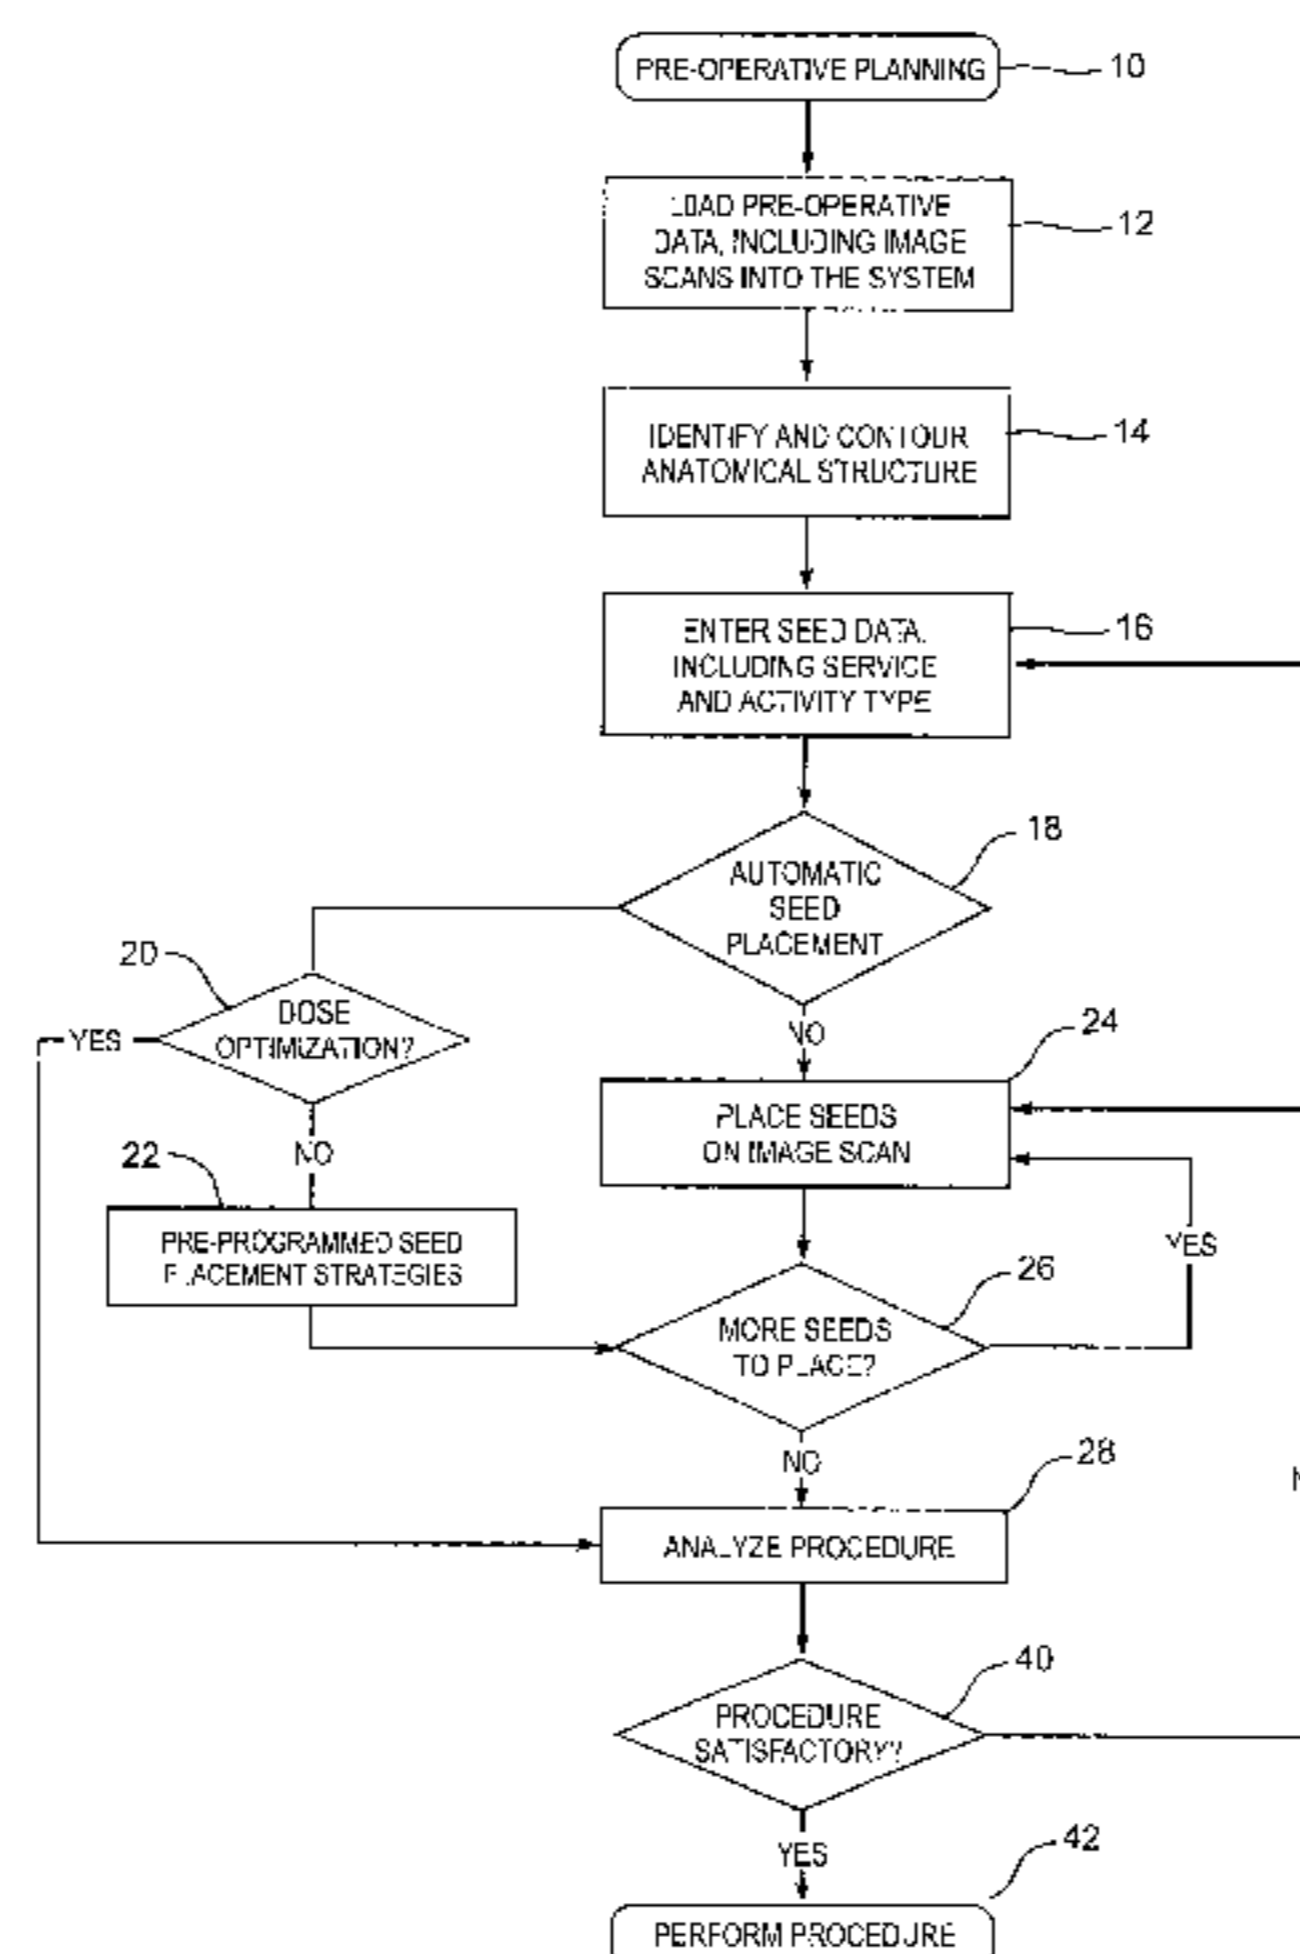 PRE-OPERATIVE PLANNING
10
LOAD PRE-OPERATIVE
DATA, INCLUDING IMAGE
SCANS INTO THE SYSTEM
12
IDENTIFY AND CONTOUR
ANATOMICAL STRUCTURE
14
ENTER SEED DATA,
INCLUDING SERVICE
AND ACTIVITY TYPE
16
AUTOMATIC
SEED
PLACEMENT
18
20
DOSE
OPTIMIZATION?
YES
NO
NO
24
PLACE SEEDS
ON IMAGE SCAN
22
PRE-PROGRAMMED SEED
PLACEMENT STRATEGIES
YES
26
MORE SEEDS
TO PLACE?
NO
28
ANALYZE PROCEDURE
40
PROCEDURE
SATISFACTORY?
YES
42
PERFORM PROCEDURE